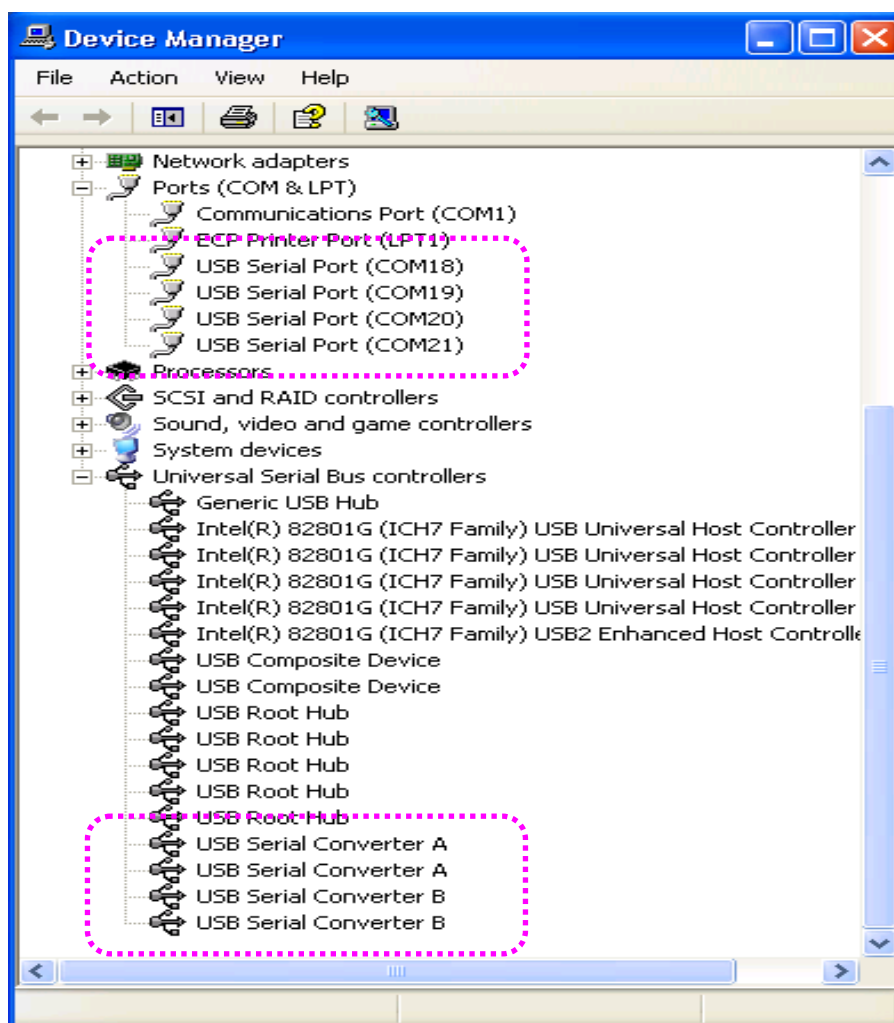 Device Manager
File Action View Help
Network adapters
Ports (COM & LPT)
Communications Port (COM1)
ECP Printer Port (LPT1)
USB Serial Port (COM18)
USB Serial Port (COM19)
USB Serial Port (COM20)
USB Serial Port (COM21)
Processors
SCSI and RAID controllers
Sound, video and game controllers
System devices
Universal Serial Bus controllers
Generic USB Hub
Intel(R) 82801G (ICH7 Family) USB Universal Host Controller
Intel(R) 82801G (ICH7 Family) USB Universal Host Controller
Intel(R) 82801G (ICH7 Family) USB Universal Host Controller
Intel(R) 82801G (ICH7 Family) USB Universal Host Controller
Intel(R) 82801G (ICH7 Family) USB2 Enhanced Host Controlle
USB Composite Device
USB Composite Device
USB Root Hub
USB Root Hub
USB Root Hub
USB Root Hub
USB Root Hub
USB Serial Converter A
USB Serial Converter A
USB Serial Converter B
USB Serial Converter B